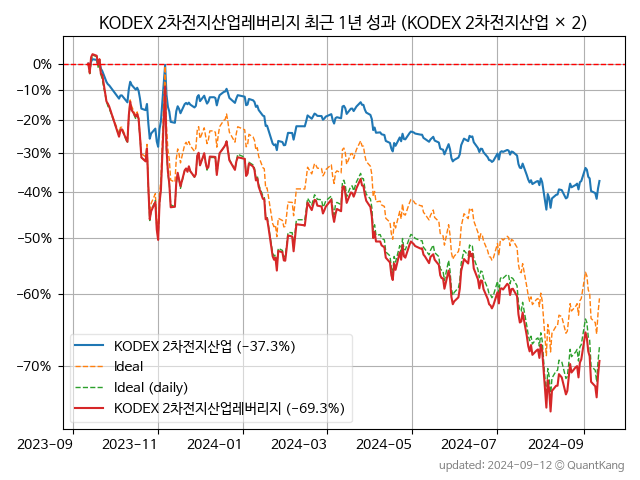 KODEX 2차전지산업레버리지 최근 1년 성과 (KODEX 2차전지산업 × 2)
0%
−10%
−20%
−30%
−40%
−50%
−60%
−70%
KODEX 2차전지산업 (−37.3%)
Ideal
Ideal (daily)
KODEX 2차전지산업레버리지 (−69.3%)
2023-09 2023-11 2024-01 2024-03 2024-05 2024-07 2024-09
updated: 2024-09-12 © QuantKang